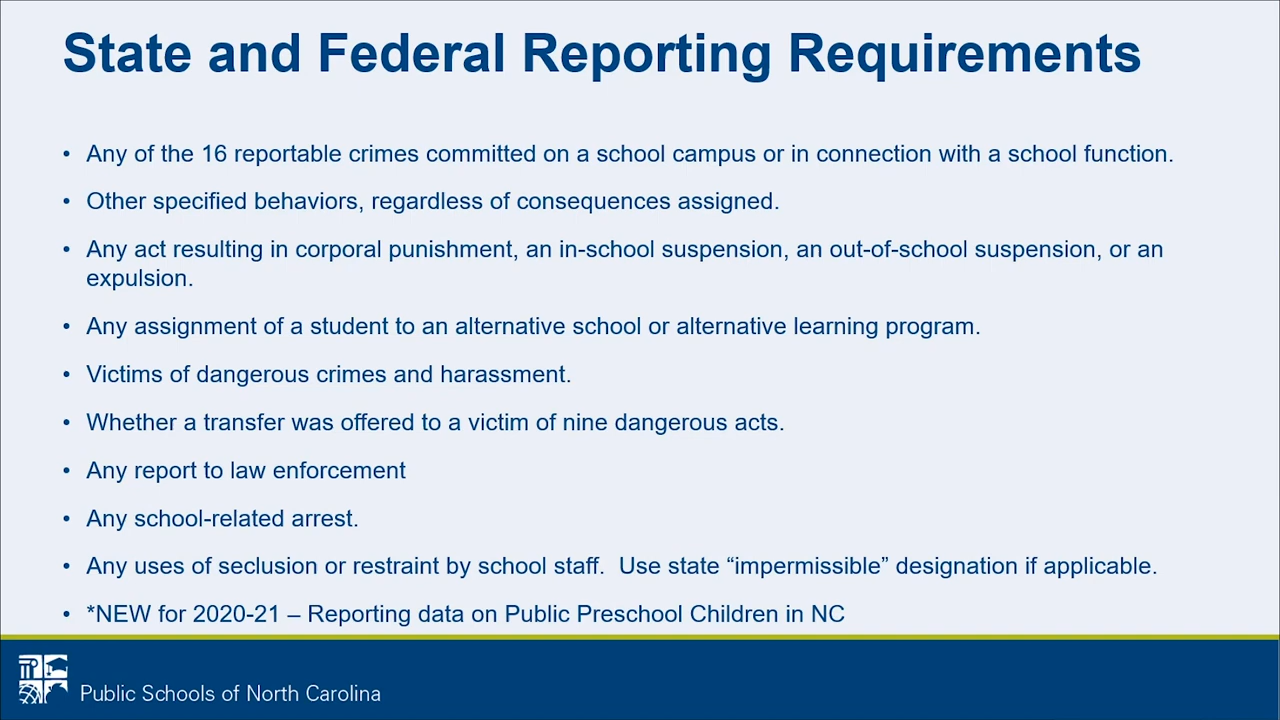 State and Federal Reporting Requirements
• Any of the 16 reportable crimes committed on a school campus or in connection with a school function.
• Other specified behaviors, regardless of consequences assigned.
• Any act resulting in corporal punishment, an in-school suspension, an out-of-school suspension, or an
expulsion.
• Any assignment of a student to an alternative school or alternative learning program.
• Victims of dangerous crimes and harassment.
• Whether a transfer was offered to a victim of nine dangerous acts.
• Any report to law enforcement
• Any school-related arrest.
• Any uses of seclusion or restraint by school staff.  Use state “impermissible” designation if applicable.
• *NEW for 2020-21 – Reporting data on Public Preschool Children in NC
Public Schools of North Carolina